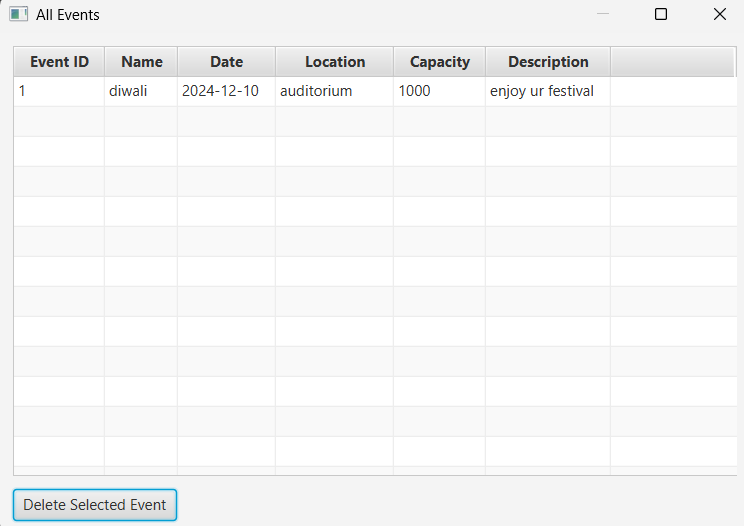 All Events
Event ID Name Date Location Capacity Description
1 diwali 2024-12-10 auditorium 1000 enjoy ur festival
Delete Selected Event